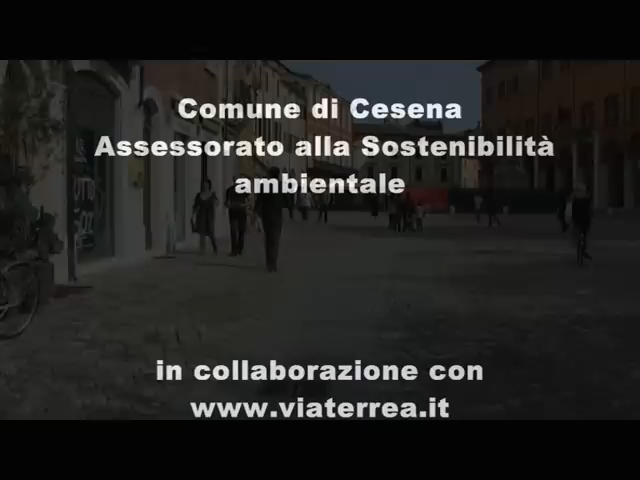 Comune di Cesena
Assessorato alla Sostenibilità
ambientale
in collaborazione con
www.viaterrea.it